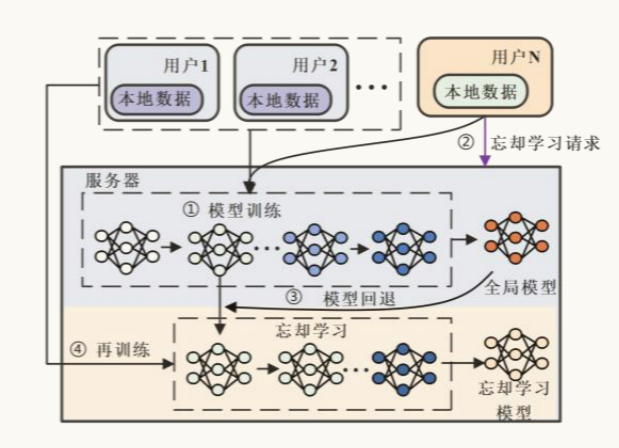 用户1
用户2
用户N
本地数据
本地数据
…
本地数据
② 忘却学习请求
服务器
① 模型训练
…
全局模型
③ 模型回退
忘却学习
④ 再训练
…
忘却学习
模型